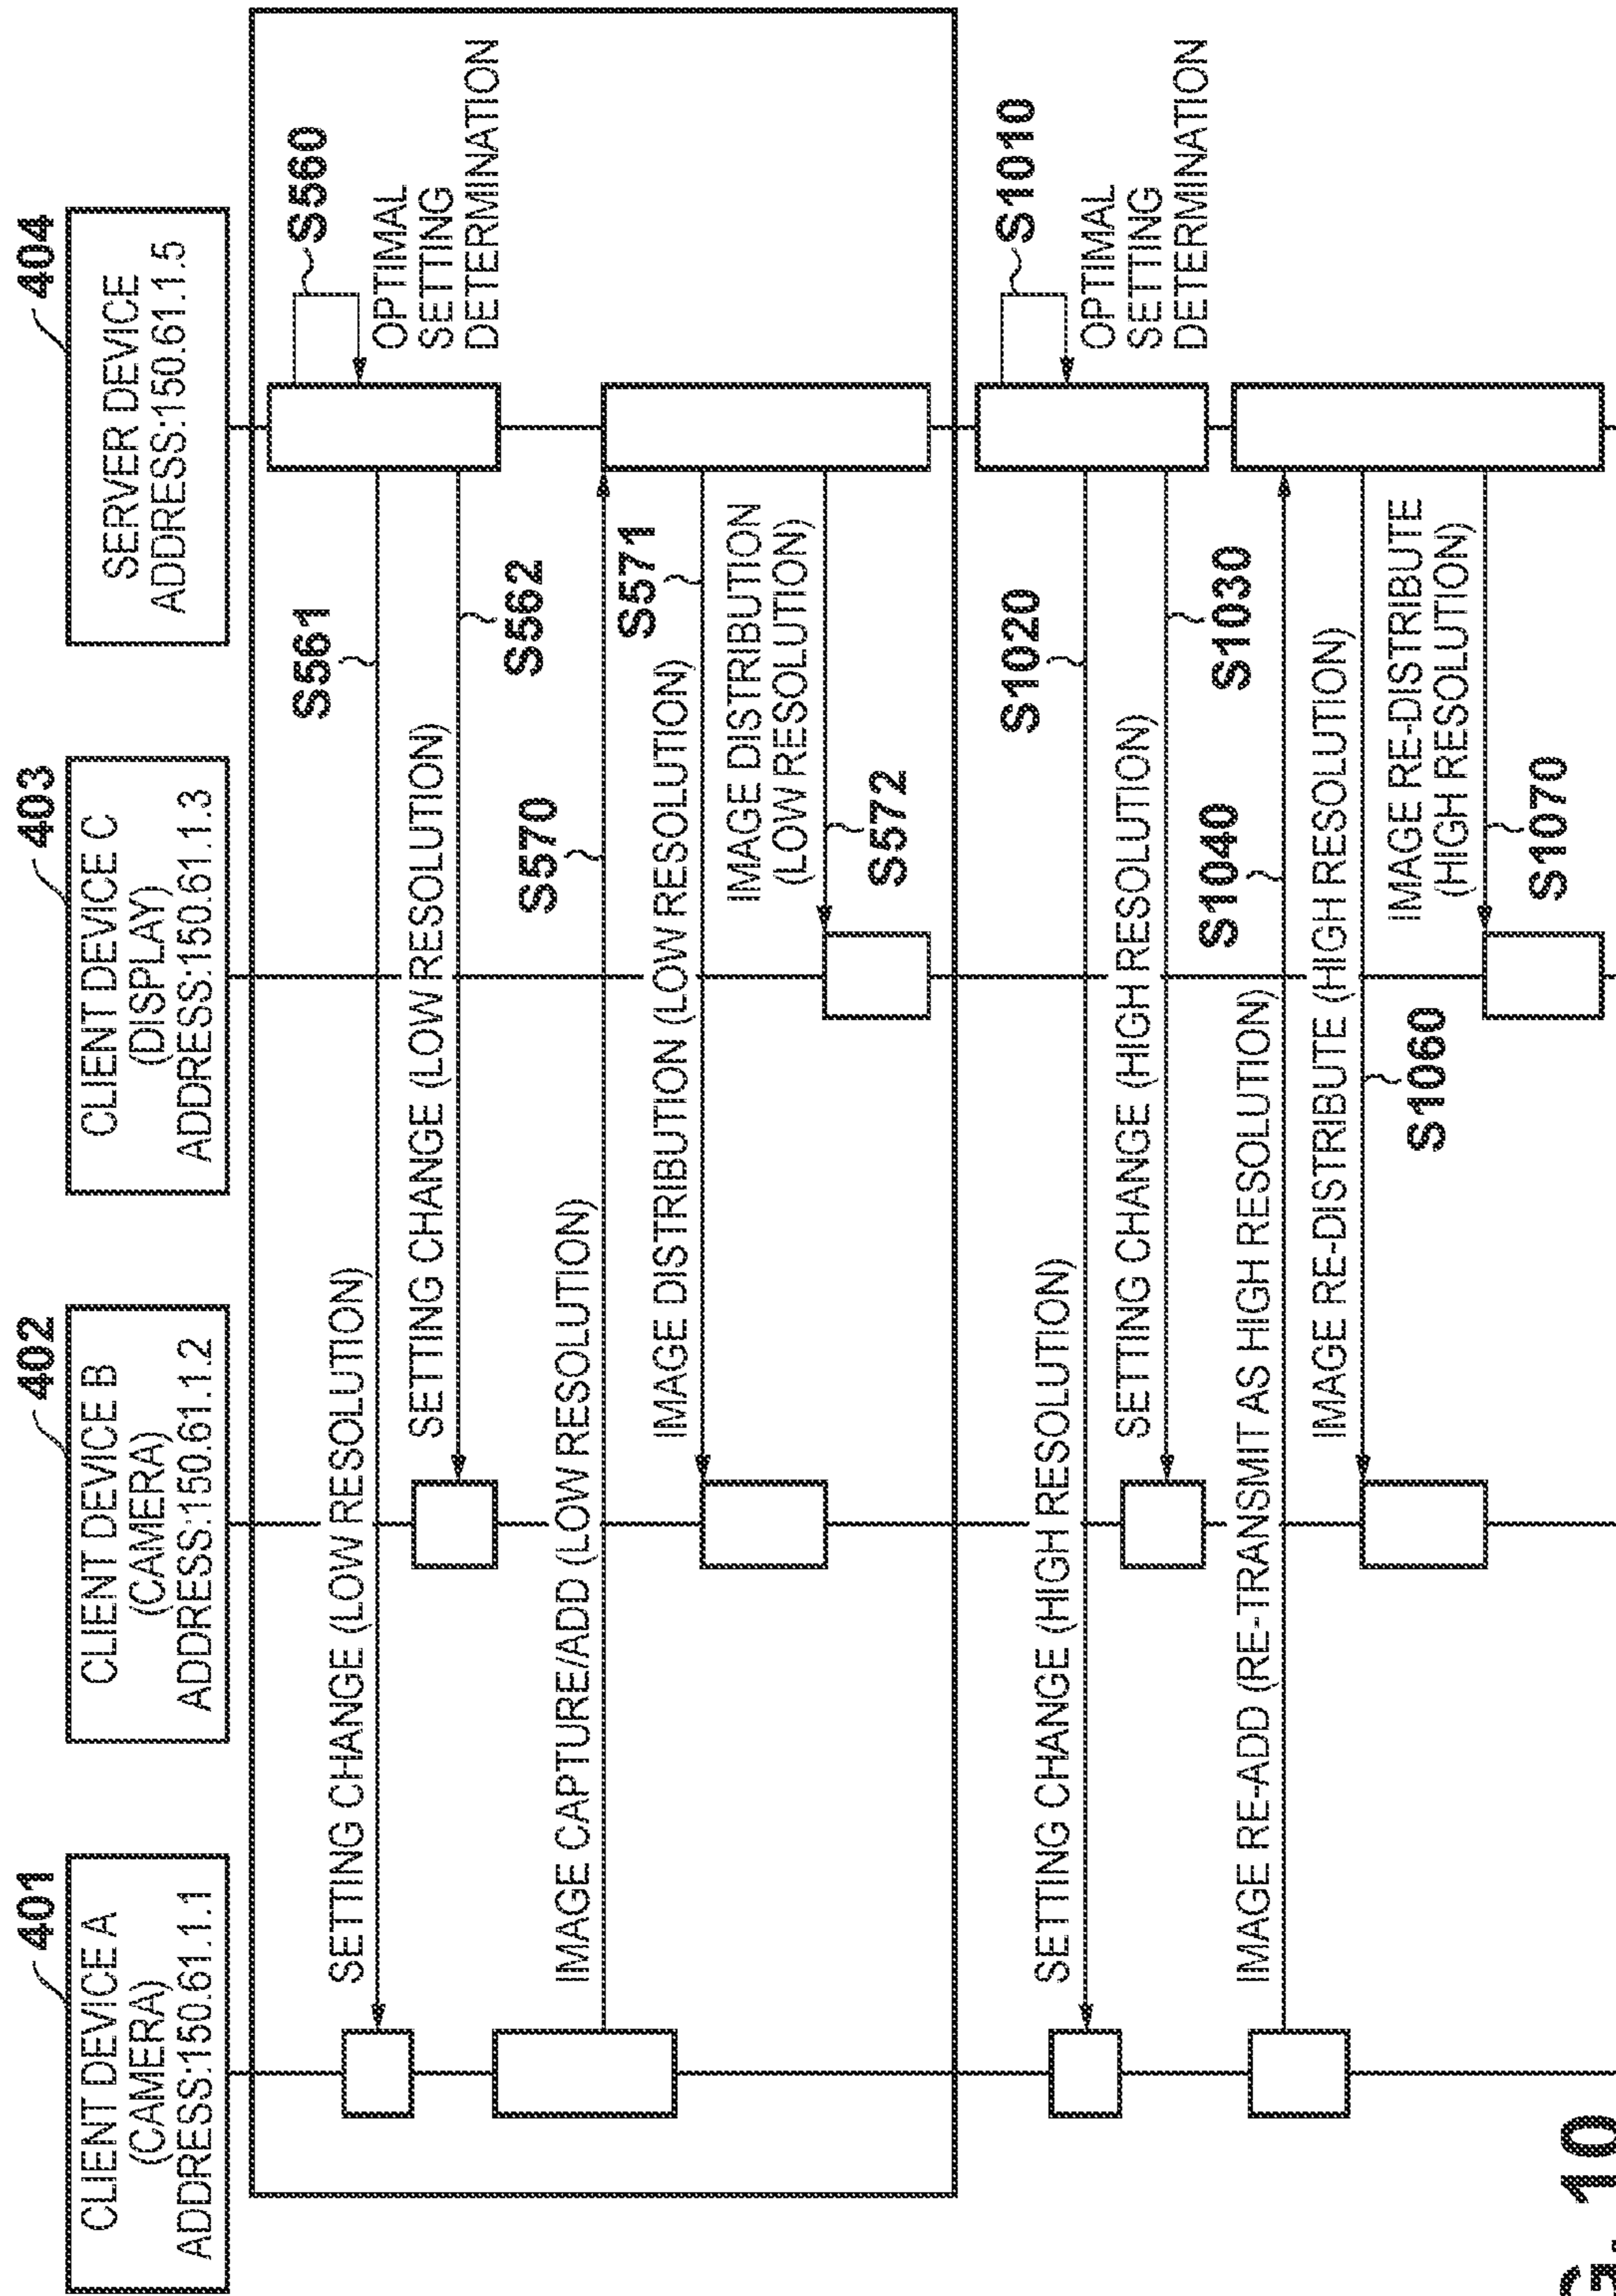 401
CLIENT DEVICE A
(CAMERA)
ADDRESS:150.61.1.1
402
CLIENT DEVICE B
(CAMERA)
ADDRESS:150.61.1.2
403
CLIENT DEVICE C
(DISPLAY)
ADDRESS:150.61.1.3
404
SERVER DEVICE
ADDRESS:150.61.1.5
S560
OPTIMAL
SETTING
DETERMINATION
S561
SETTING CHANGE (LOW RESOLUTION)
SETTING CHANGE (LOW RESOLUTION)
S562
S570
IMAGE CAPTURE/ADD (LOW RESOLUTION)
S571
IMAGE DISTRIBUTION (LOW RESOLUTION)
IMAGE DISTRIBUTION
(LOW RESOLUTION)
S572
S1010
OPTIMAL
SETTING
DETERMINATION
S1020
SETTING CHANGE (HIGH RESOLUTION)
SETTING CHANGE (HIGH RESOLUTION)
S1030
S1040
IMAGE RE-ADD (RE-TRANSMIT AS HIGH RESOLUTION)
IMAGE RE-DISTRIBUTE (HIGH RESOLUTION)
S1060
IMAGE RE-DISTRIBUTE
(HIGH RESOLUTION)
S1070
G. 10